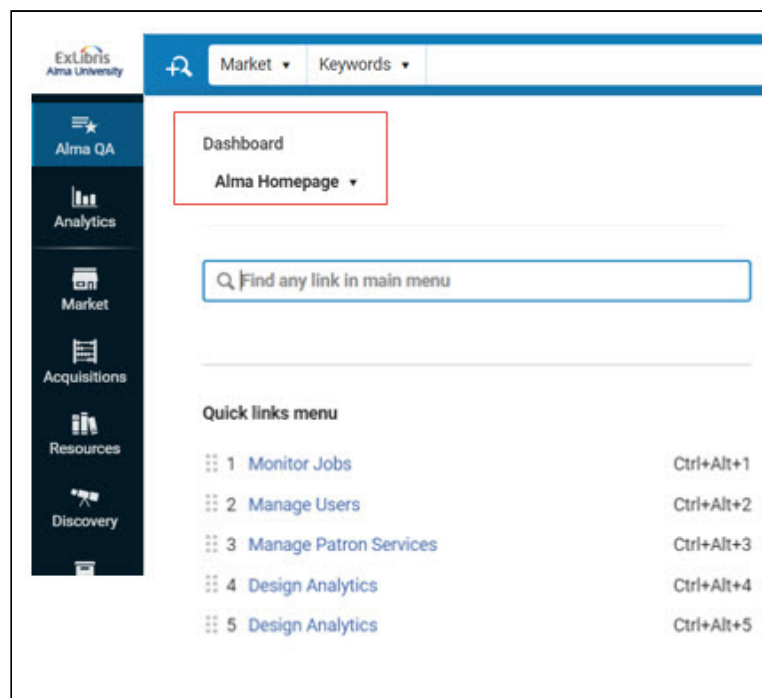 ExLibris
Alma University
Market Keywords
Alma QA
Analytics
Market
Acquisitions
Resources
Discovery
Dashboard
Alma Homepage
Find any link in main menu
Quick links menu
1 Monitor Jobs Ctrl+Alt+1
2 Manage Users Ctrl+Alt+2
3 Manage Patron Services Ctrl+Alt+3
4 Design Analytics Ctrl+Alt+4
5 Design Analytics Ctrl+Alt+5